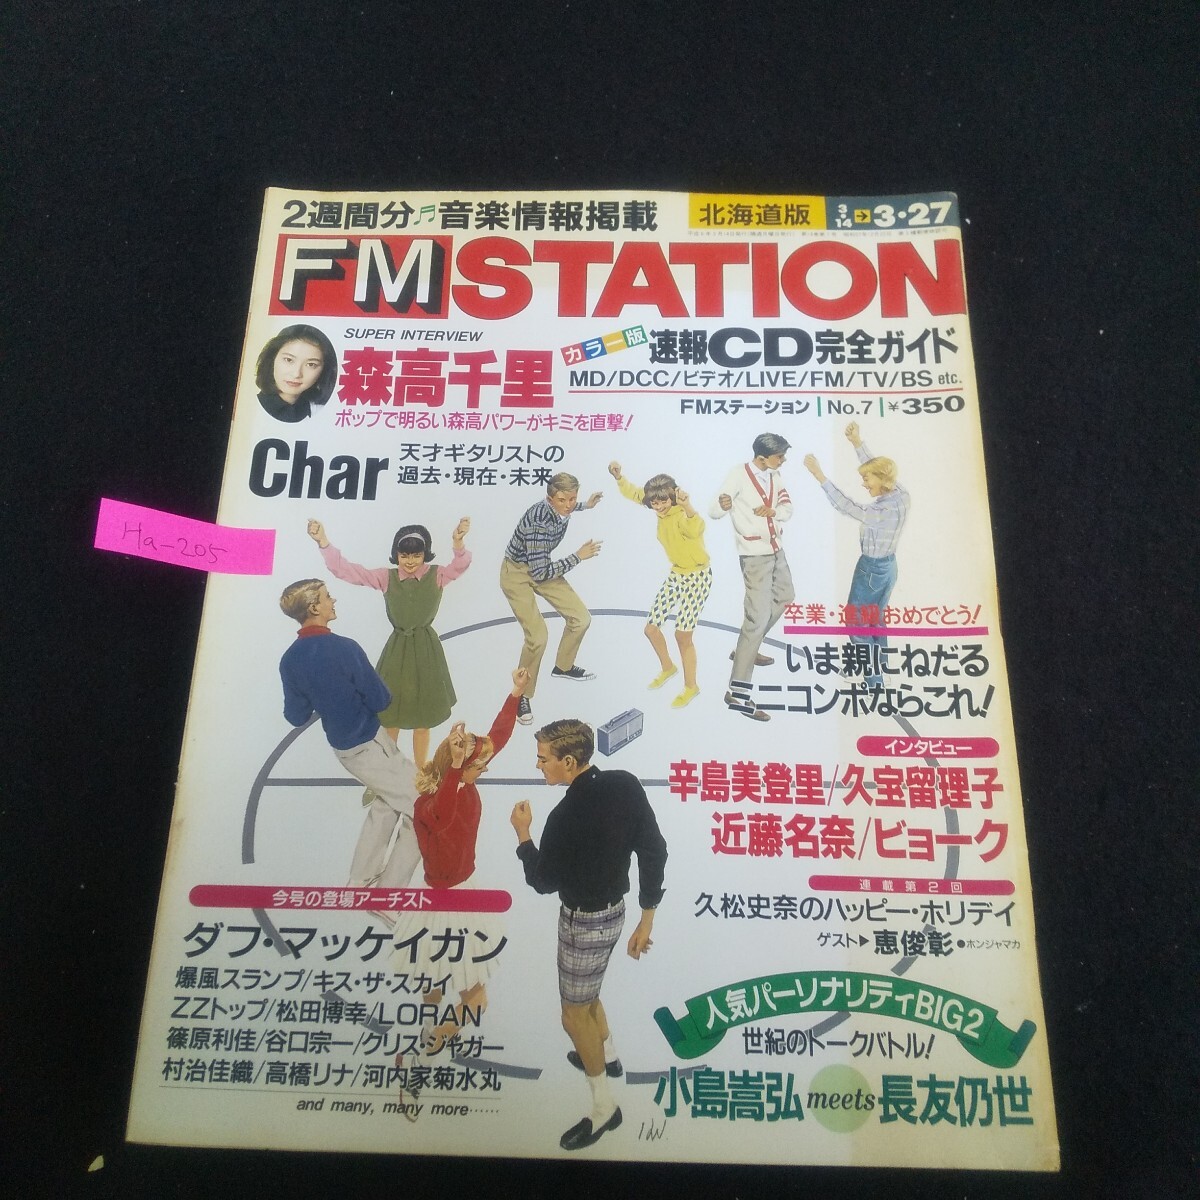 2週間分♬音楽情報掲載
北海道版
3・14→3・27
FM STATION
SUPER INTERVIEW
森高千里
ポップで明るい森高パワーがキミを直撃!
カラー版
速報CD完全ガイド
MD/DCC/ビデオ/LIVE/FM/TV/BS etc.
FMステーション | No.7 | ¥350
Char
天才ギタリストの
過去・現在・未来
Ha-205
卒業・進級おめでとう!
いま親にねだる
ミニコンポならこれ!
インタビュー
辛島美登里/久宝留理子
近藤名奈/ビョーク
連載第2回
久松史奈のハッピー・ホリデイ
ゲスト▶恵俊彰●ホンジャマカ
今号の登場アーチスト
ダフ・マッケイガン
爆風スランプ/キス・ザ・スカイ
ZZトップ/松田博幸/LORAN
篠原利佳/谷口宗一/クリス・ジャガー
村治佳織/高橋リナ/河内家菊水丸
and many, many more……
人気パーソナリティBIG2
世紀のトークバトル!
小島嵩弘 meets 長友仍世